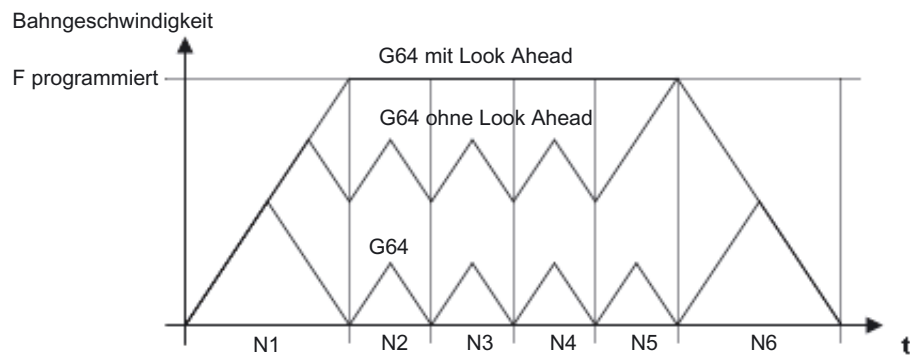 Bahngeschwindigkeit
G64 mit Look Ahead
F programmiert
G64 ohne Look Ahead
G64
N1 N2 N3 N4 N5 N6 t